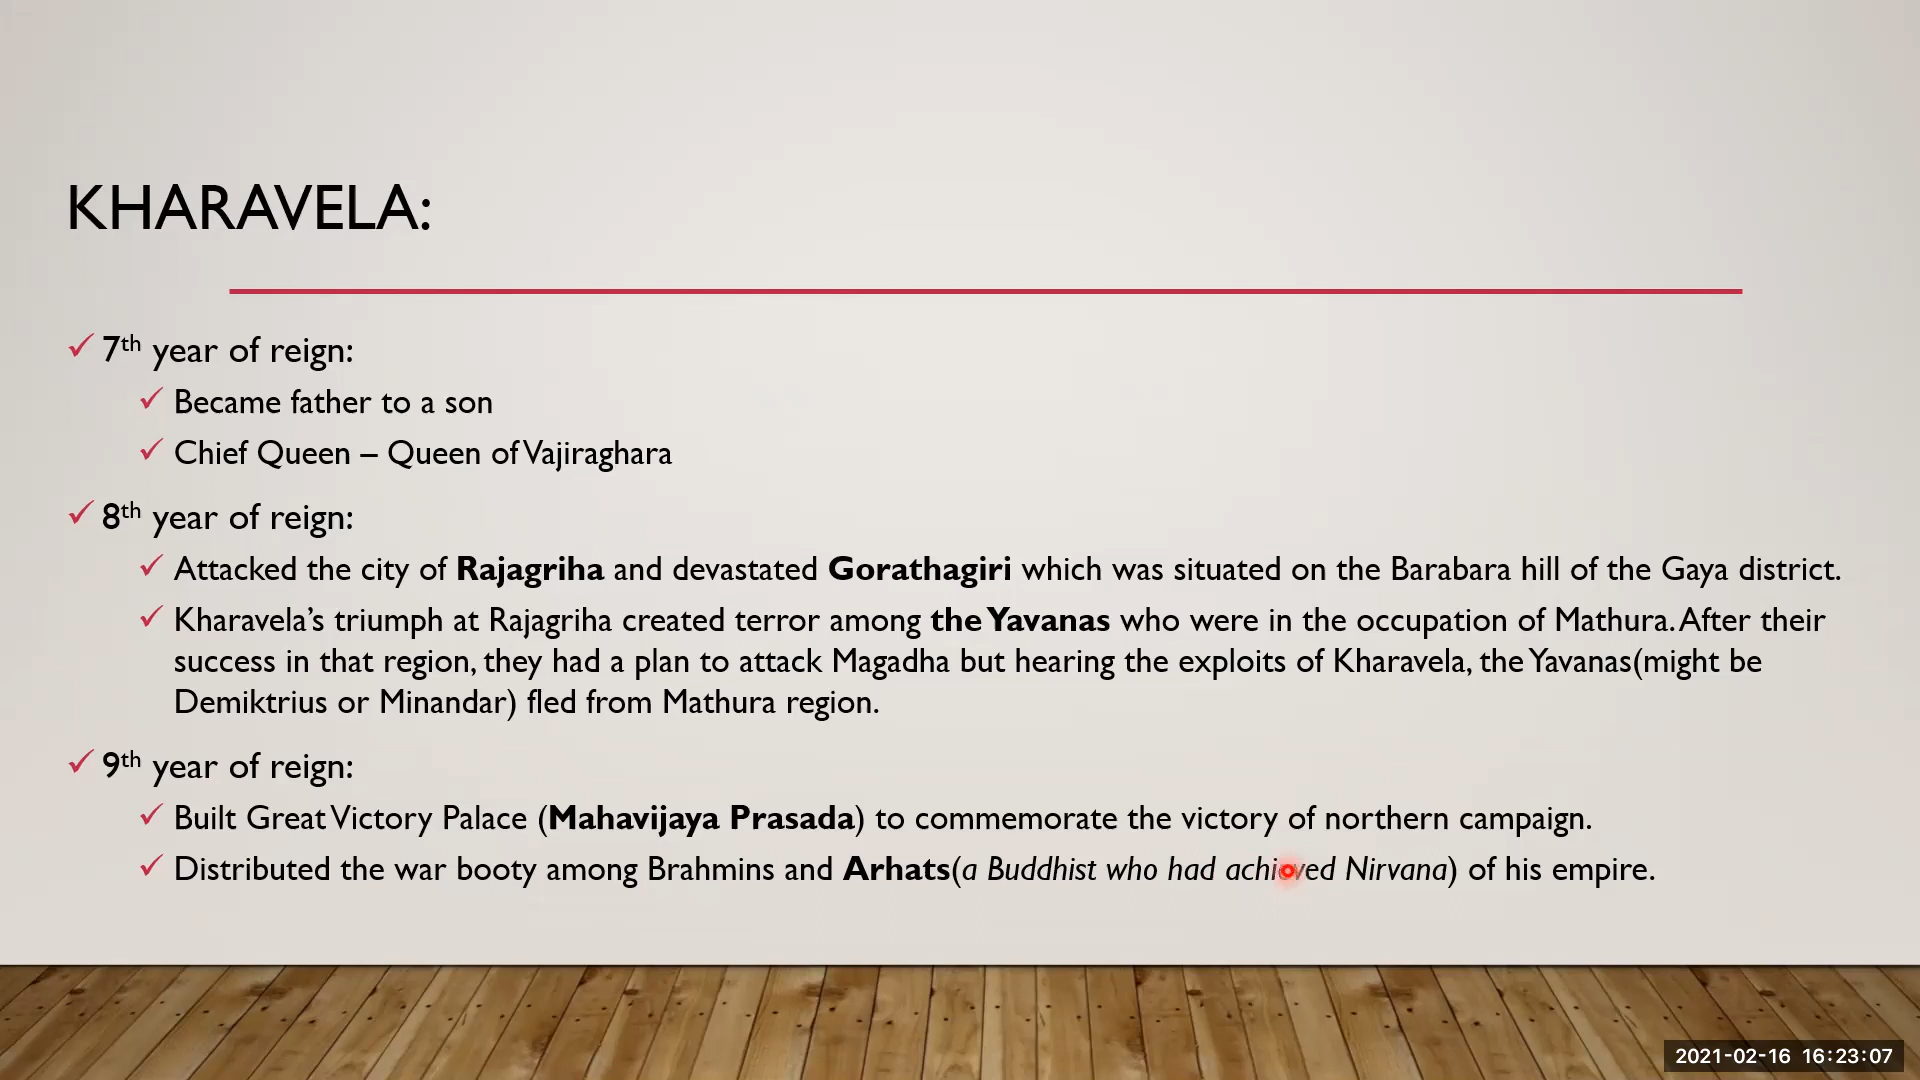 KHARAVELA:
7th year of reign:
Became father to a son
Chief Queen – Queen of Vajiraghara
8th year of reign:
Attacked the city of Rajagriha and devastated Gorathagiri which was situated on the Barabara hill of the Gaya district.
Kharavela’s triumph at Rajagriha created terror among the Yavanas who were in the occupation of Mathura. After their
success in that region, they had a plan to attack Magadha but hearing the exploits of Kharavela, the Yavanas(might be
Demiktrius or Minandar) fled from Mathura region.
9th year of reign:
Built Great Victory Palace (Mahavijaya Prasada) to commemorate the victory of northern campaign.
Distributed the war booty among Brahmins and Arhats(a Buddhist who had achieved Nirvana) of his empire.
2021-02-16 16:23:07